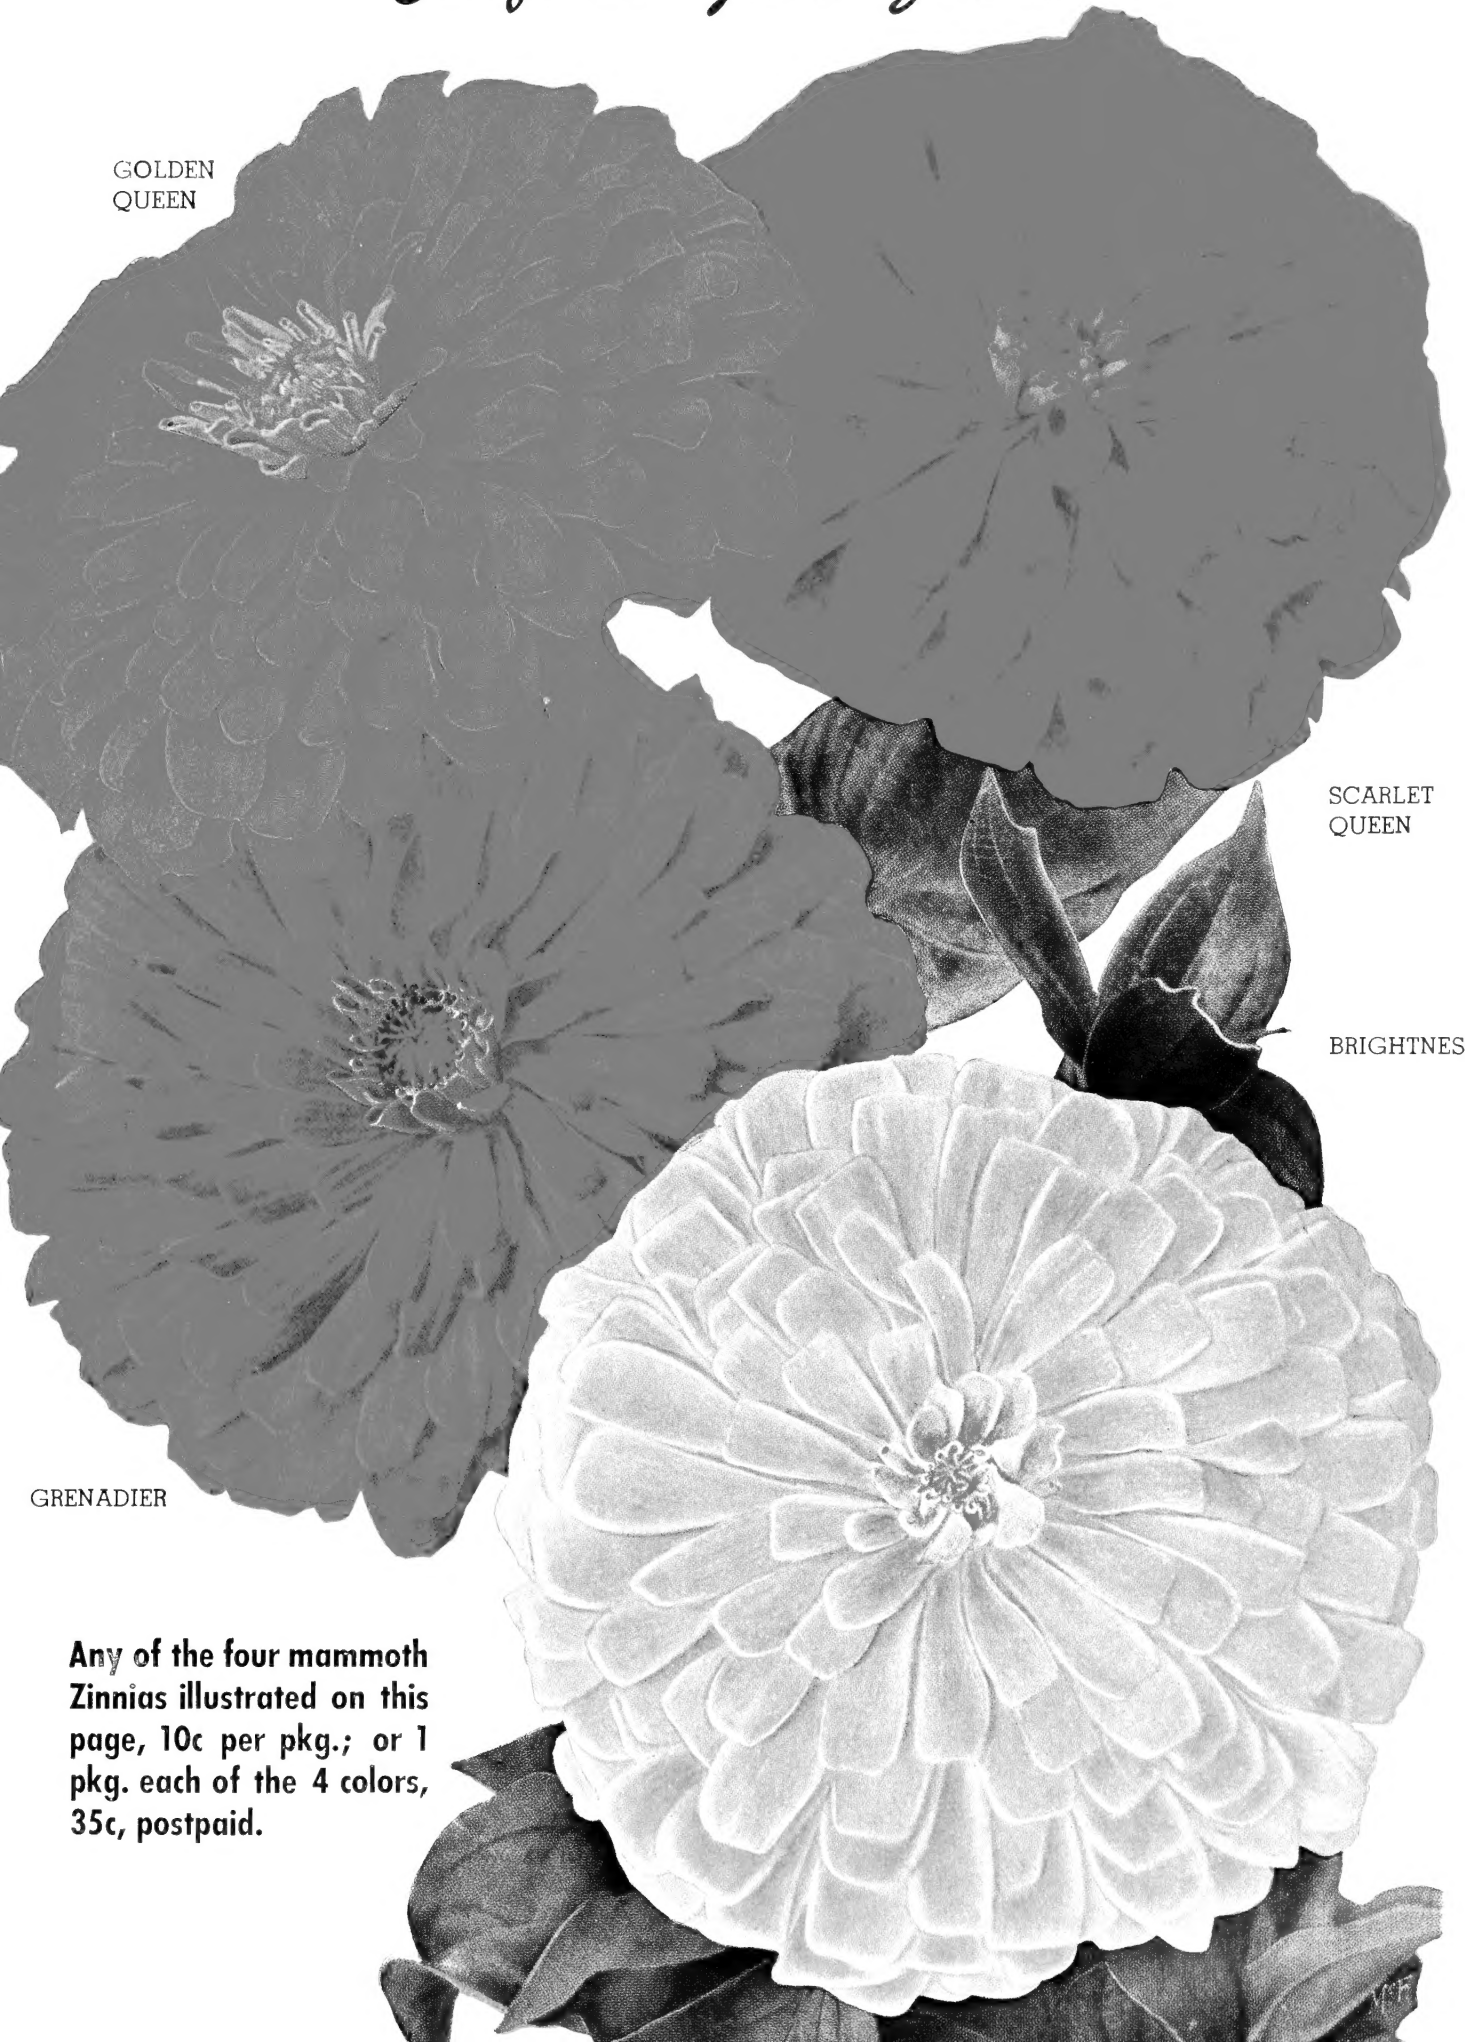 GOLDEN
QUEEN
SCARLET
QUEEN
BRIGHTNES
GRENADIER
Any of the four mammoth
Zinnias illustrated on this
page, 10c per pkg.; or 1
pkg. each of the 4 colors,
35c, postpaid.